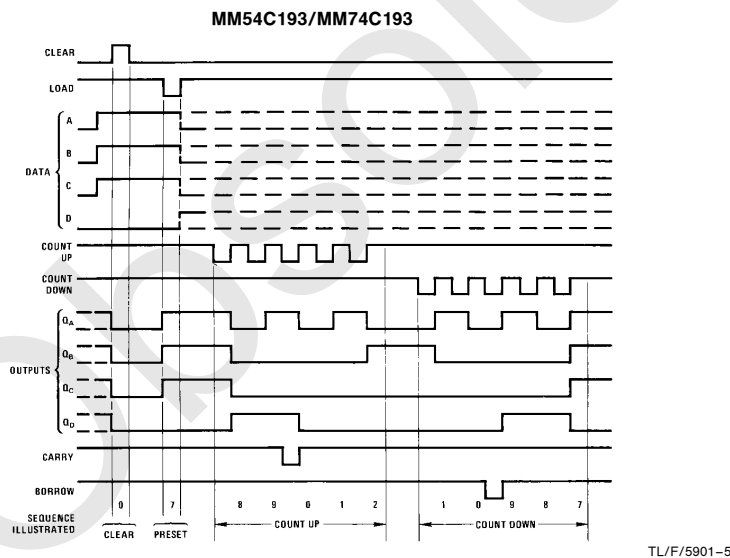 MM54C193/MM74C193
CLEAR
LOAD
A
B
DATA
C
D
COUNT
UP
COUNT
DOWN
QA
QB
OUTPUTS
QC
QD
CARRY
BORROW
0 7 8 9 0 1 2 1 0 9 8 7
SEQUENCE
ILLUSTRATED
CLEAR PRESET COUNT UP COUNT DOWN
TL/F/5901–5